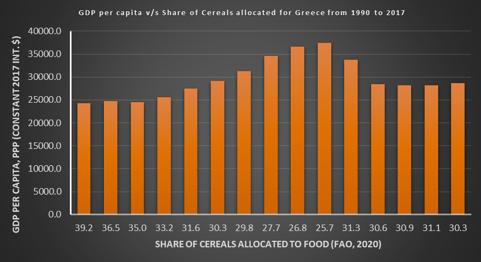 GDP per capita v/s Share of Cereals allocated for Greece from 1990 to 2017
GDP PER CAPITA, PPP (CONSTANT 2017 INT. $)
40000.0
35000.0
30000.0
25000.0
20000.0
15000.0
10000.0
5000.0
0.0
39.2 36.5 35.0 33.2 31.6 30.3 29.8 27.7 26.8 25.7 31.3 30.6 30.9 31.1 30.3
SHARE OF CEREALS ALLOCATED TO FOOD (FAO, 2020)